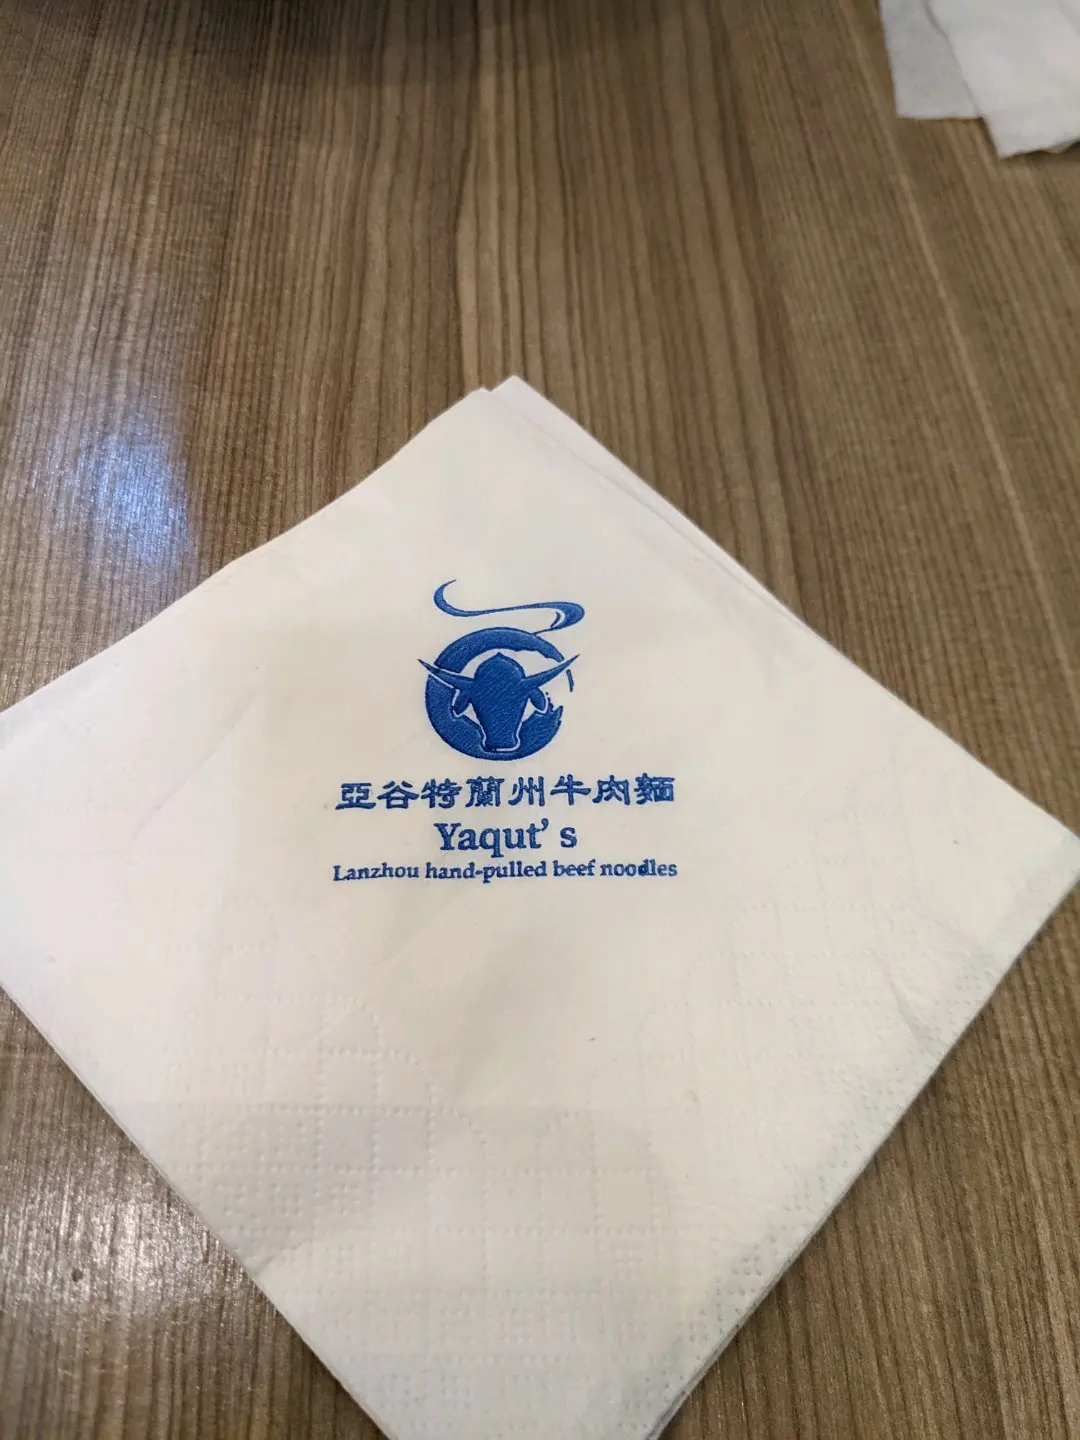 亞谷特蘭州牛肉麵
Yaqut's
Lanzhou hand-pulled beef noodles